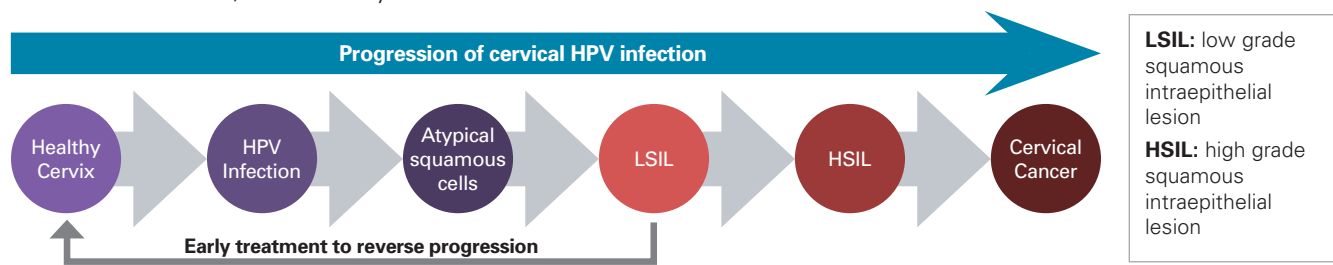 Progression of cervical HPV infection
Healthy
Cervix
HPV
Infection
Atypical
squamous
cells
LSIL
HSIL
Cervical
Cancer
Early treatment to reverse progression
LSIL: low grade
squamous
intraepithelial
lesion
HSIL: high grade
squamous
intraepithelial
lesion